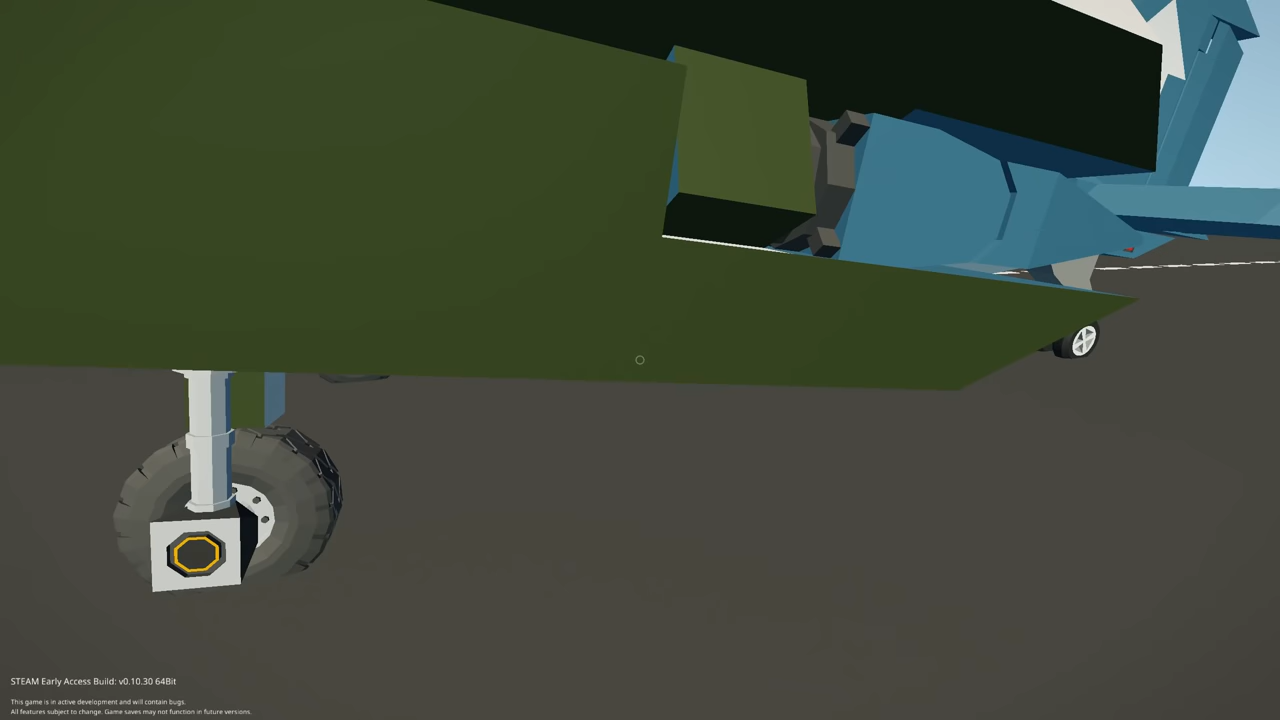 STEAM Early Access Build: v0.10.30 64Bit
This game is in active development and will contain bugs.
All features subject to change. Game saves may not function in future versions.